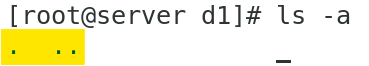 [root@server d1]# ls -a
.  ..